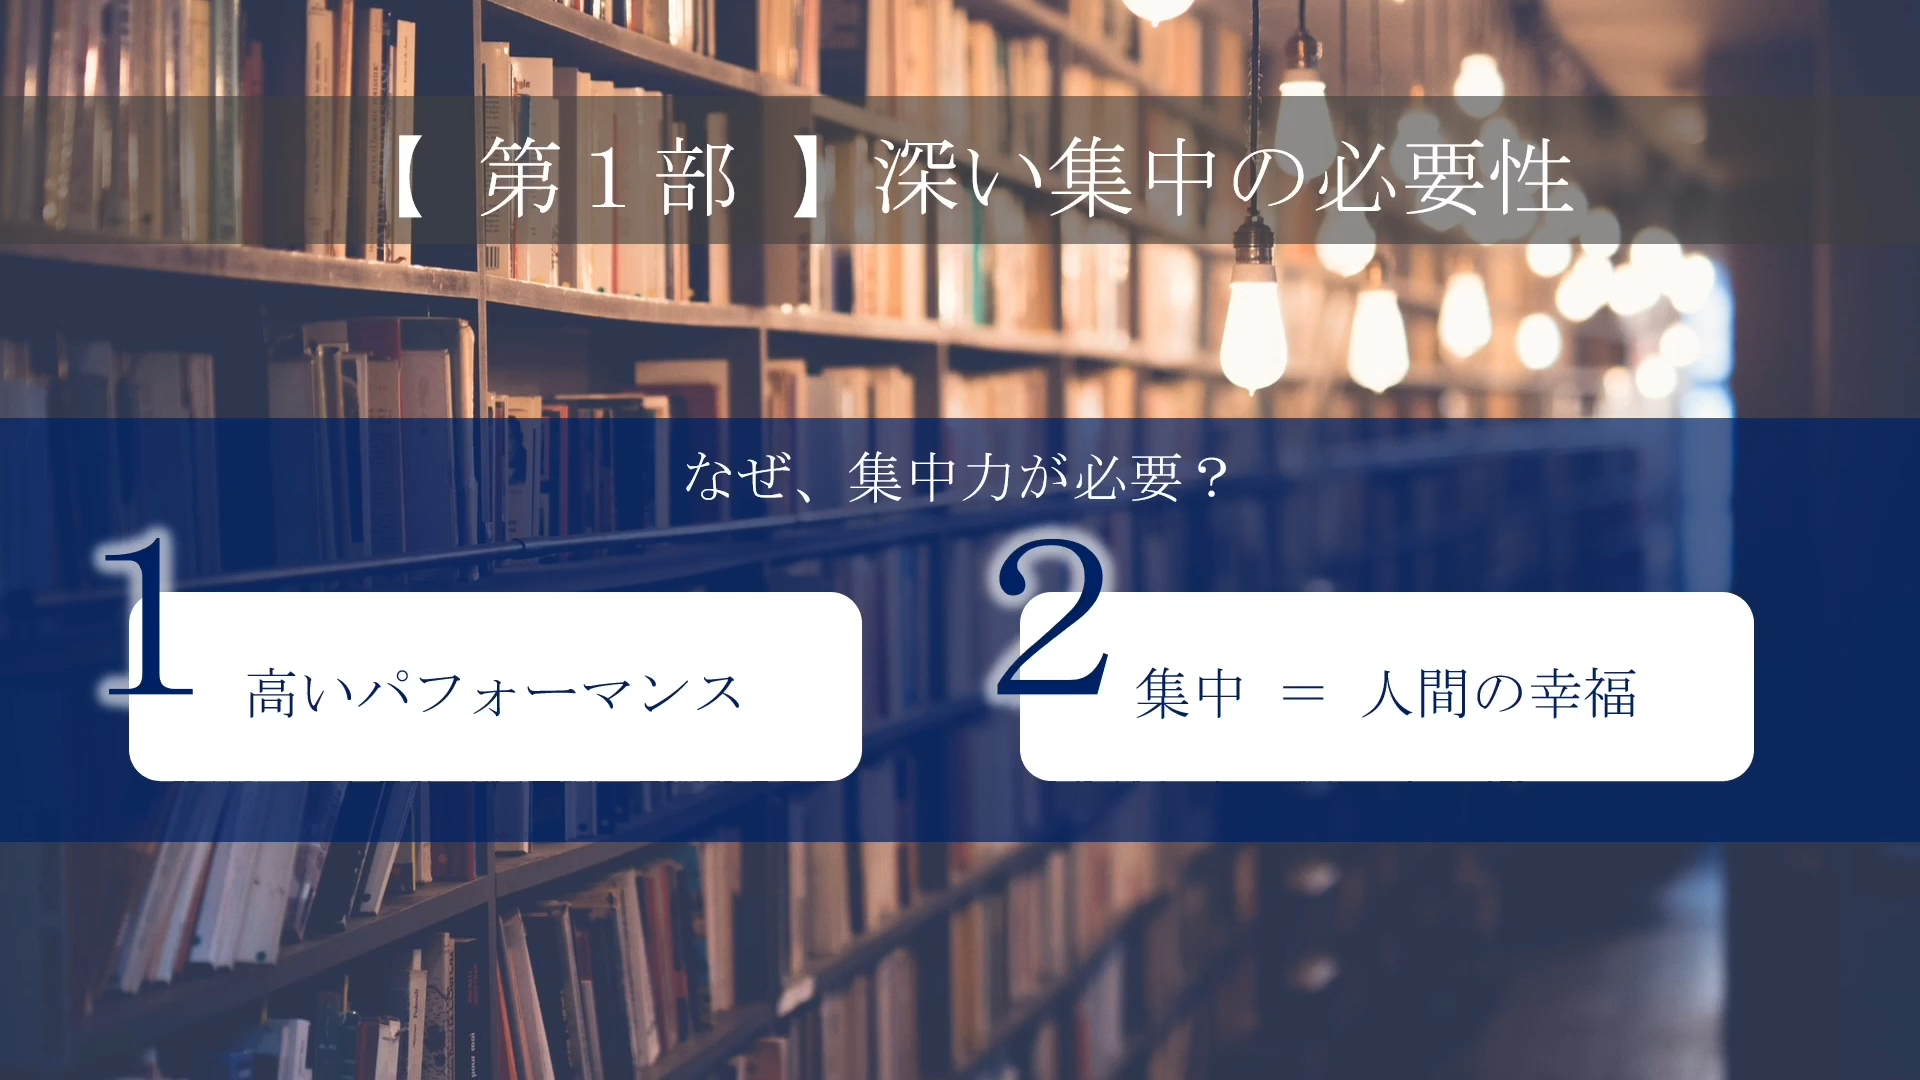 【 第１部 】深い集中の必要性
なぜ、集中力が必要？
1
高いパフォーマンス
2
集中 ＝ 人間の幸福